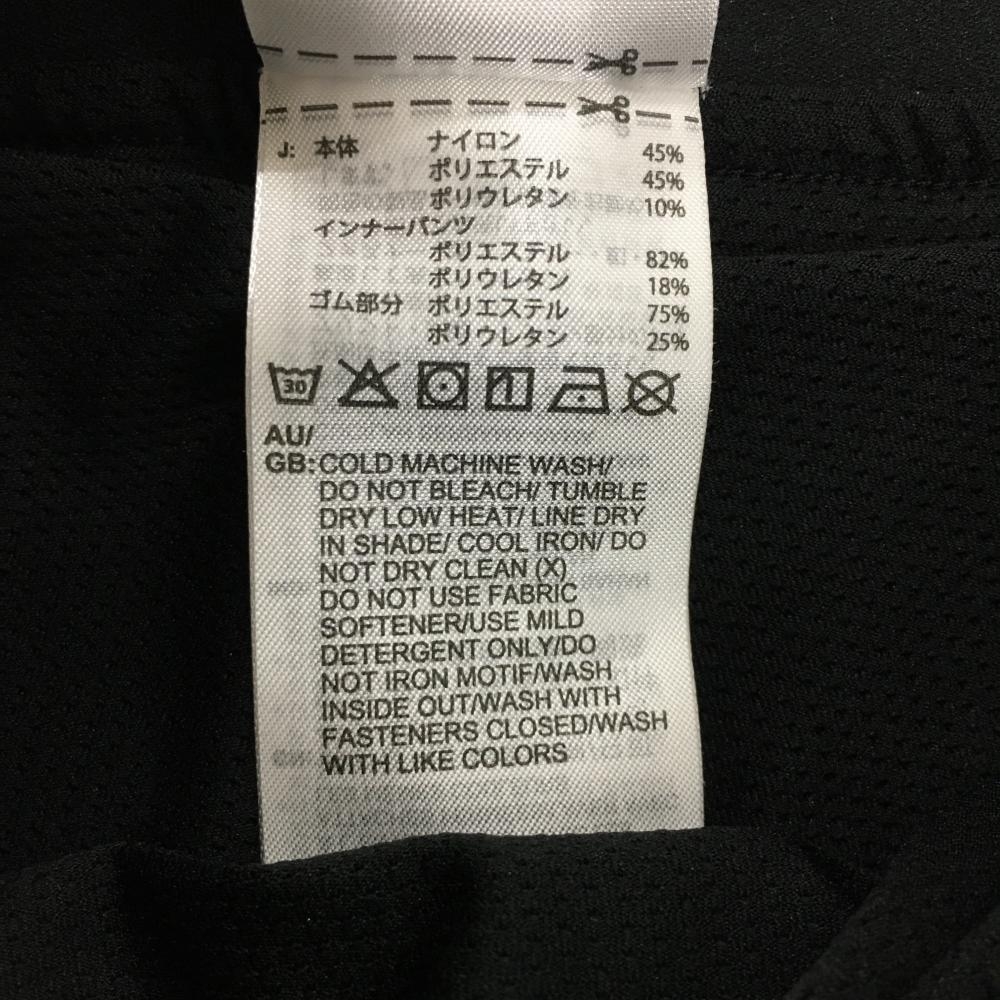 J: 本体 ナイロン 45%
ポリエステル 45%
ポリウレタン 10%
インナーパンツ
ポリエステル 82%
ポリウレタン 18%
ゴム部分 ポリエステル 75%
ポリウレタン 25%
30
AU/
GB:COLD MACHINE WASH/
DO NOT BLEACH/ TUMBLE
DRY LOW HEAT/ LINE DRY
IN SHADE/ COOL IRON/ DO
NOT DRY CLEAN (X)
DO NOT USE FABRIC
SOFTENER/USE MILD
DETERGENT ONLY/DO
NOT IRON MOTIF/WASH
INSIDE OUT/WASH WITH
FASTENERS CLOSED/WASH
WITH LIKE COLORS